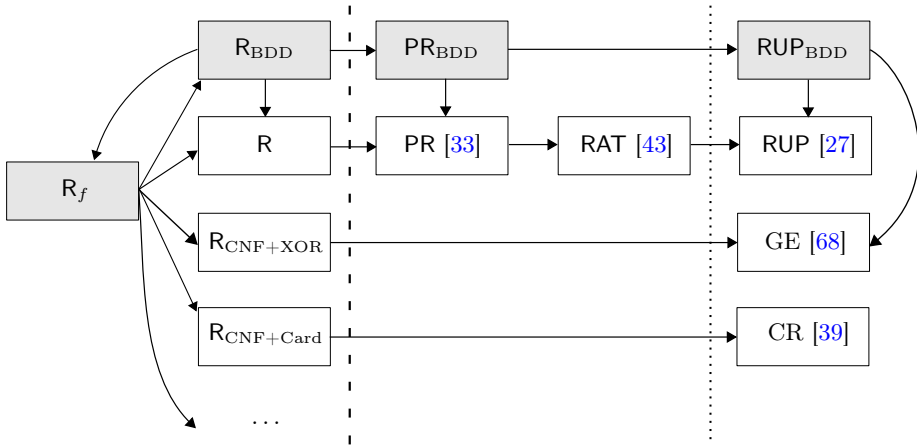 R_BDD PR_BDD RUP_BDD
R PR [33] RAT [43] RUP [27]
R_f
R_CNF+XOR GE [68]
R_CNF+Card CR [39]
...